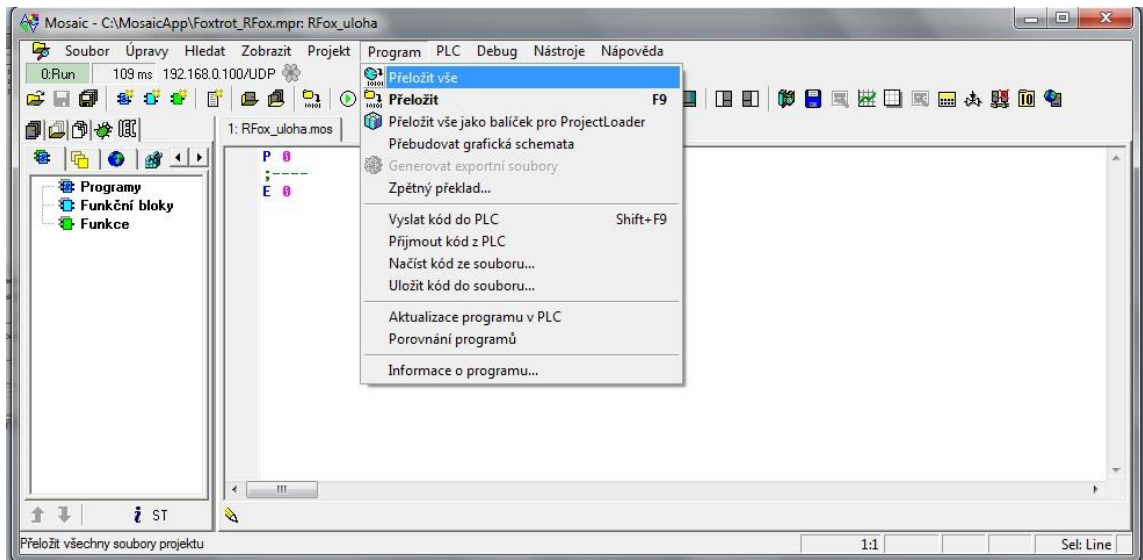 Mosaic - C:\MosaicApp\Foxtrot_RFox.mpr: RFox_uloha
Soubor Úpravy Hledat Zobrazit Projekt Program PLC Debug Nástroje Nápověda
0:Run 109 ms 192.168.0.100/UDP
1: RFox_uloha.mos
Programy
Funkční bloky
Funkce
P 0
;----
E 0
Přeložit vše
Přeložit F9
Přeložit vše jako balíček pro ProjectLoader
Přebudovat grafická schemata
Generovat exportní soubory
Zpětný překlad...
Vyslat kód do PLC Shift+F9
Přijmout kód z PLC
Načíst kód ze souboru...
Uložit kód do souboru...
Aktualizace programu v PLC
Porovnání programů
Informace o programu...
ST
Přeložit všechny soubory projektu 1:1 Sel: Line